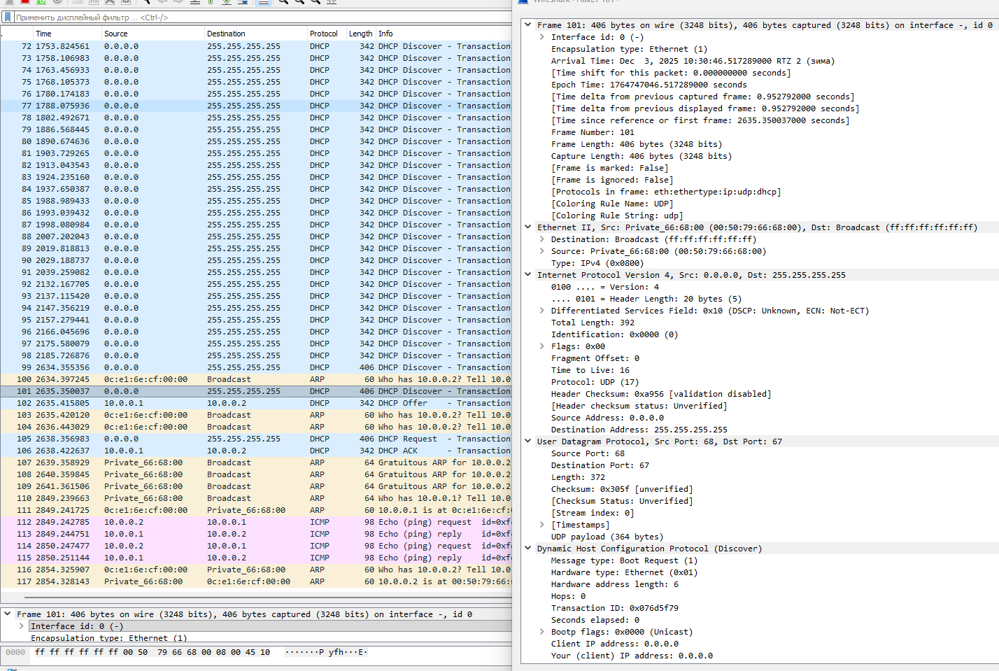 Применить дисплейный фильтр ... <Ctrl-/>
. Time Source Destination Protocol Length Info
72 1753.824561 0.0.0.0 255.255.255.255 DHCP 342 DHCP Discover - Transaction
73 1758.106983 0.0.0.0 255.255.255.255 DHCP 342 DHCP Discover - Transaction
74 1763.456933 0.0.0.0 255.255.255.255 DHCP 342 DHCP Discover - Transaction
75 1768.105373 0.0.0.0 255.255.255.255 DHCP 342 DHCP Discover - Transaction
76 1780.174183 0.0.0.0 255.255.255.255 DHCP 342 DHCP Discover - Transaction
77 1788.075936 0.0.0.0 255.255.255.255 DHCP 342 DHCP Discover - Transaction
78 1802.492671 0.0.0.0 255.255.255.255 DHCP 342 DHCP Discover - Transaction
79 1886.568445 0.0.0.0 255.255.255.255 DHCP 342 DHCP Discover - Transaction
80 1890.674636 0.0.0.0 255.255.255.255 DHCP 342 DHCP Discover - Transaction
81 1903.729265 0.0.0.0 255.255.255.255 DHCP 342 DHCP Discover - Transaction
82 1913.043543 0.0.0.0 255.255.255.255 DHCP 342 DHCP Discover - Transaction
83 1924.235160 0.0.0.0 255.255.255.255 DHCP 342 DHCP Discover - Transaction
84 1937.650387 0.0.0.0 255.255.255.255 DHCP 342 DHCP Discover - Transaction
85 1988.989433 0.0.0.0 255.255.255.255 DHCP 342 DHCP Discover - Transaction
86 1993.039432 0.0.0.0 255.255.255.255 DHCP 342 DHCP Discover - Transaction
87 1998.080984 0.0.0.0 255.255.255.255 DHCP 342 DHCP Discover - Transaction
88 2007.202043 0.0.0.0 255.255.255.255 DHCP 342 DHCP Discover - Transaction
89 2019.818813 0.0.0.0 255.255.255.255 DHCP 342 DHCP Discover - Transaction
90 2029.188737 0.0.0.0 255.255.255.255 DHCP 342 DHCP Discover - Transaction
91 2039.259082 0.0.0.0 255.255.255.255 DHCP 342 DHCP Discover - Transaction
92 2132.167705 0.0.0.0 255.255.255.255 DHCP 342 DHCP Discover - Transaction
93 2137.115420 0.0.0.0 255.255.255.255 DHCP 342 DHCP Discover - Transaction
94 2147.356219 0.0.0.0 255.255.255.255 DHCP 342 DHCP Discover - Transaction
95 2157.279441 0.0.0.0 255.255.255.255 DHCP 342 DHCP Discover - Transaction
96 2166.045696 0.0.0.0 255.255.255.255 DHCP 342 DHCP Discover - Transaction
97 2175.580079 0.0.0.0 255.255.255.255 DHCP 342 DHCP Discover - Transaction
98 2185.726876 0.0.0.0 255.255.255.255 DHCP 342 DHCP Discover - Transaction
99 2634.355356 0.0.0.0 255.255.255.255 DHCP 406 DHCP Discover - Transaction
100 2634.397245 0c:e1:6e:cf:00:00 Broadcast ARP 60 Who has 10.0.0.2? Tell 10.0
101 2635.350037 0.0.0.0 255.255.255.255 DHCP 406 DHCP Discover - Transaction
102 2635.415805 10.0.0.1 10.0.0.2 DHCP 342 DHCP Offer - Transaction
103 2635.420120 0c:e1:6e:cf:00:00 Broadcast ARP 60 Who has 10.0.0.2? Tell 10.0
104 2636.443029 0c:e1:6e:cf:00:00 Broadcast ARP 60 Who has 10.0.0.2? Tell 10.0
105 2638.356983 0.0.0.0 255.255.255.255 DHCP 406 DHCP Request - Transaction
106 2638.422637 10.0.0.1 10.0.0.2 DHCP 342 DHCP ACK - Transaction
107 2639.358929 Private_66:68:00 Broadcast ARP 64 Gratuitous ARP for 10.0.0.2
108 2640.359845 Private_66:68:00 Broadcast ARP 64 Gratuitous ARP for 10.0.0.2
109 2641.361506 Private_66:68:00 Broadcast ARP 64 Gratuitous ARP for 10.0.0.2
110 2849.239663 Private_66:68:00 Broadcast ARP 64 Who has 10.0.0.1? Tell 10.0
111 2849.241725 0c:e1:6e:cf:00:00 Private_66:68:00 ARP 60 10.0.0.1 is at 0c:e1:6e:cf
112 2849.242785 10.0.0.2 10.0.0.1 ICMP 98 Echo (ping) request id=0xf
113 2849.244751 10.0.0.1 10.0.0.2 ICMP 98 Echo (ping) reply id=0xf
114 2850.247477 10.0.0.2 10.0.0.1 ICMP 98 Echo (ping) request id=0xf
115 2850.251144 10.0.0.1 10.0.0.2 ICMP 98 Echo (ping) reply id=0xf
116 2854.325907 0c:e1:6e:cf:00:00 Private_66:68:00 ARP 60 Who has 10.0.0.2? Tell 10.0
117 2854.328143 Private_66:68:00 0c:e1:6e:cf:00:00 ARP 60 10.0.0.2 is at 00:50:79:66:
Frame 101: 406 bytes on wire (3248 bits), 406 bytes captured (3248 bits) on interface -, id 0
Interface id: 0 (-)
Encapsulation type: Ethernet (1)
0000 ff ff ff ff ff ff 00 50 79 66 68 00 08 00 45 10 ·······P yfh···E·
Frame 101: 406 bytes on wire (3248 bits), 406 bytes captured (3248 bits) on interface -, id 0
Interface id: 0 (-)
Encapsulation type: Ethernet (1)
Arrival Time: Dec  3, 2025 10:30:46.517289000 RTZ 2 (зима)
[Time shift for this packet: 0.000000000 seconds]
Epoch Time: 1764747046.517289000 seconds
[Time delta from previous captured frame: 0.952792000 seconds]
[Time delta from previous displayed frame: 0.952792000 seconds]
[Time since reference or first frame: 2635.350037000 seconds]
Frame Number: 101
Frame Length: 406 bytes (3248 bits)
Capture Length: 406 bytes (3248 bits)
[Frame is marked: False]
[Frame is ignored: False]
[Protocols in frame: eth:ethertype:ip:udp:dhcp]
[Coloring Rule Name: UDP]
[Coloring Rule String: udp]
Ethernet II, Src: Private_66:68:00 (00:50:79:66:68:00), Dst: Broadcast (ff:ff:ff:ff:ff:ff)
Destination: Broadcast (ff:ff:ff:ff:ff:ff)
Source: Private_66:68:00 (00:50:79:66:68:00)
Type: IPv4 (0x0800)
Internet Protocol Version 4, Src: 0.0.0.0, Dst: 255.255.255.255
0100 .... = Version: 4
.... 0101 = Header Length: 20 bytes (5)
Differentiated Services Field: 0x10 (DSCP: Unknown, ECN: Not-ECT)
Total Length: 392
Identification: 0x0000 (0)
Flags: 0x00
Fragment Offset: 0
Time to Live: 16
Protocol: UDP (17)
Header Checksum: 0xa956 [validation disabled]
[Header checksum status: Unverified]
Source Address: 0.0.0.0
Destination Address: 255.255.255.255
User Datagram Protocol, Src Port: 68, Dst Port: 67
Source Port: 68
Destination Port: 67
Length: 372
Checksum: 0x305f [unverified]
[Checksum Status: Unverified]
[Stream index: 0]
[Timestamps]
UDP payload (364 bytes)
Dynamic Host Configuration Protocol (Discover)
Message type: Boot Request (1)
Hardware type: Ethernet (0x01)
Hardware address length: 6
Hops: 0
Transaction ID: 0x076d5f79
Seconds elapsed: 0
Bootp flags: 0x0000 (Unicast)
Client IP address: 0.0.0.0
Your (client) IP address: 0.0.0.0